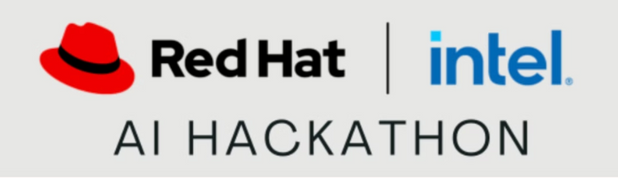 Red Hat | intel.
AI HACKATHON